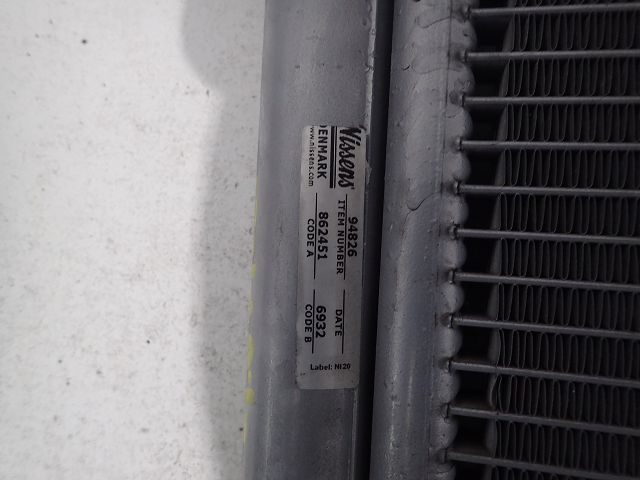 Nissens
DENMARK
www.nissens.com
94826
ITEM NUMBER
862451
CODE A
DATE
6932
CODE B
Label: NI20